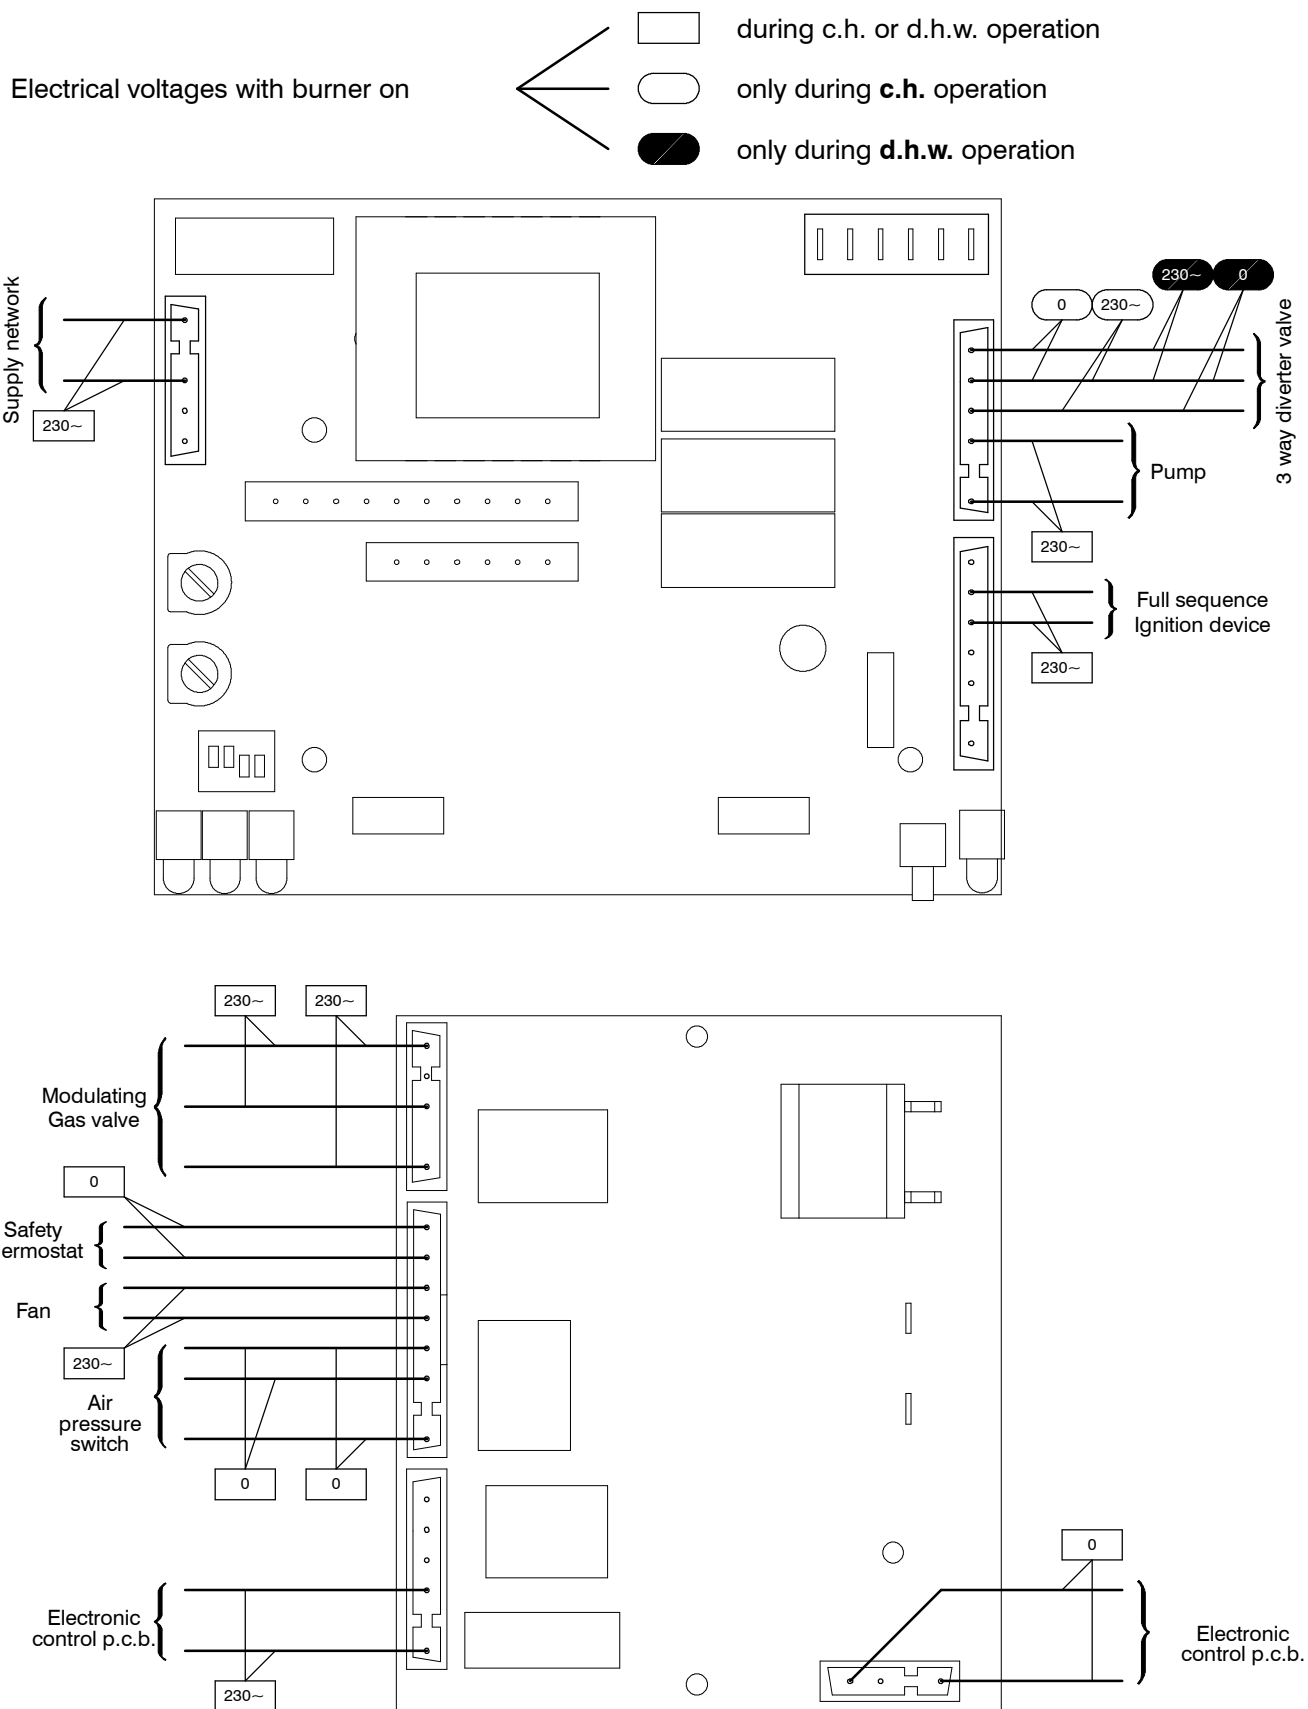 during c.h. or d.h.w. operation
Electrical voltages with burner on
only during c.h. operation
only during d.h.w. operation
Supply network
230~
0
230~
230~
0
3 way diverter valve
Pump
230~
Full sequence
Ignition device
230~
230~
230~
Modulating
Gas valve
0
Safety
ermostat
Fan
230~
Air
pressure
switch
0
0
Electronic
control p.c.b.
230~
0
Electronic
control p.c.b.